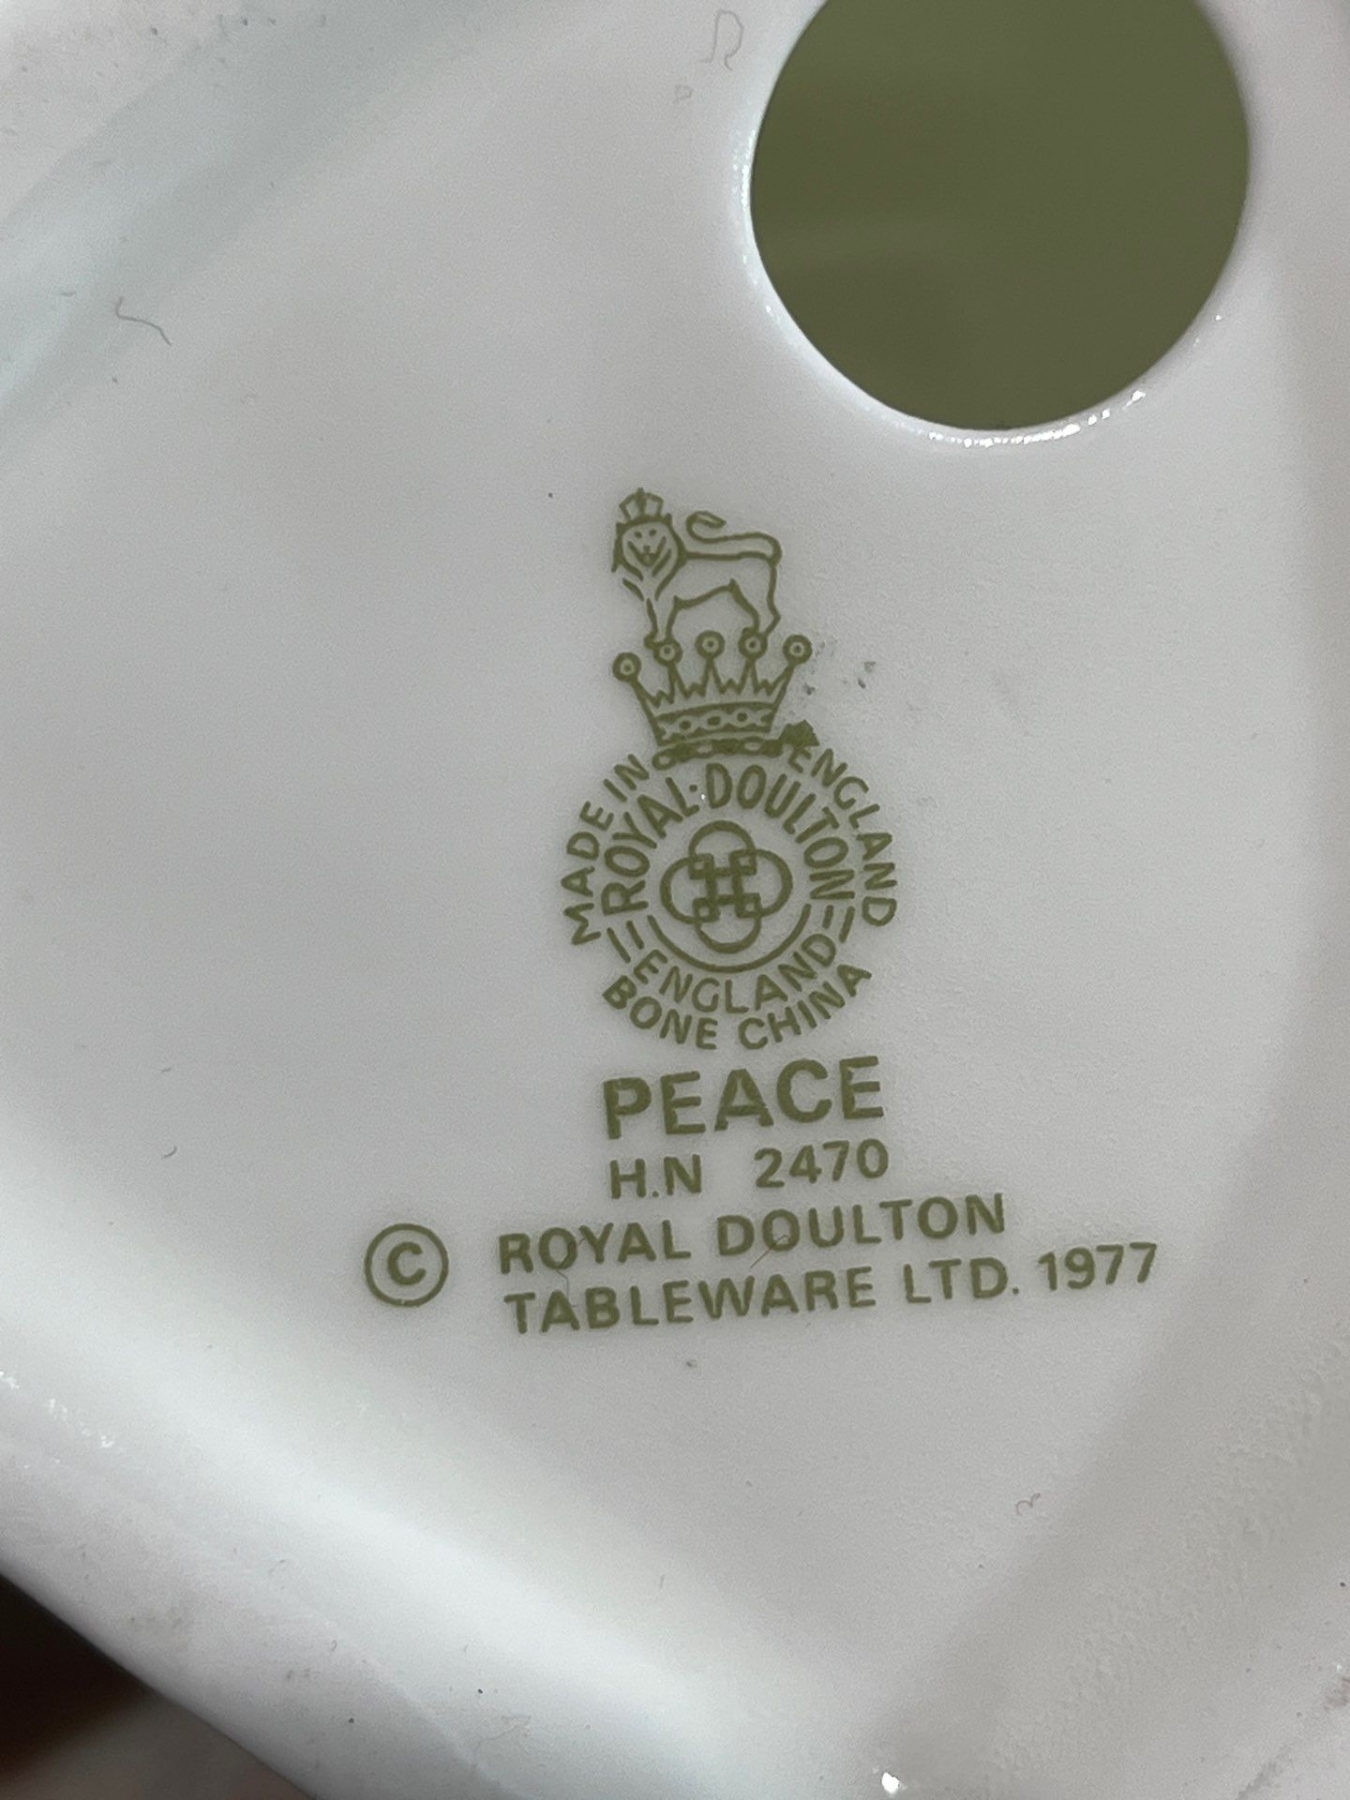 MADE IN ENGLAND
ROYAL·DOULTON
ENGLAND
BONE CHINA
PEACE
H.N 2470
© ROYAL DOULTON
TABLEWARE LTD. 1977